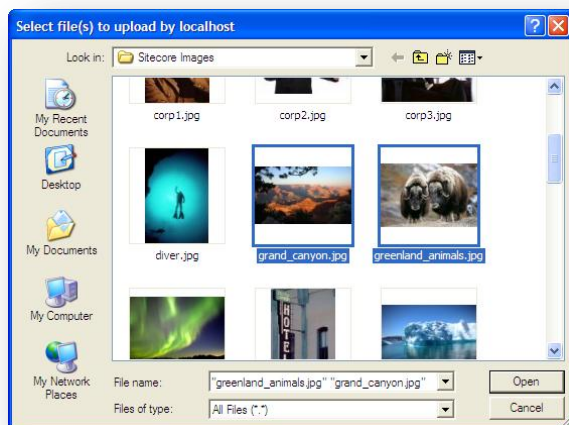 Select file(s) to upload by localhost
Look in:
Sitecore Images
My Recent
Documents
Desktop
My Documents
My Computer
My Network
Places
corp1.jpg
corp2.jpg
corp3.jpg
diver.jpg
grand_canyon.jpg
greenland_animals.jpg
HOTEL
File name:
"greenland_animals.jpg" "grand_canyon.jpg"
Open
Files of type:
All Files (*.*)
Cancel